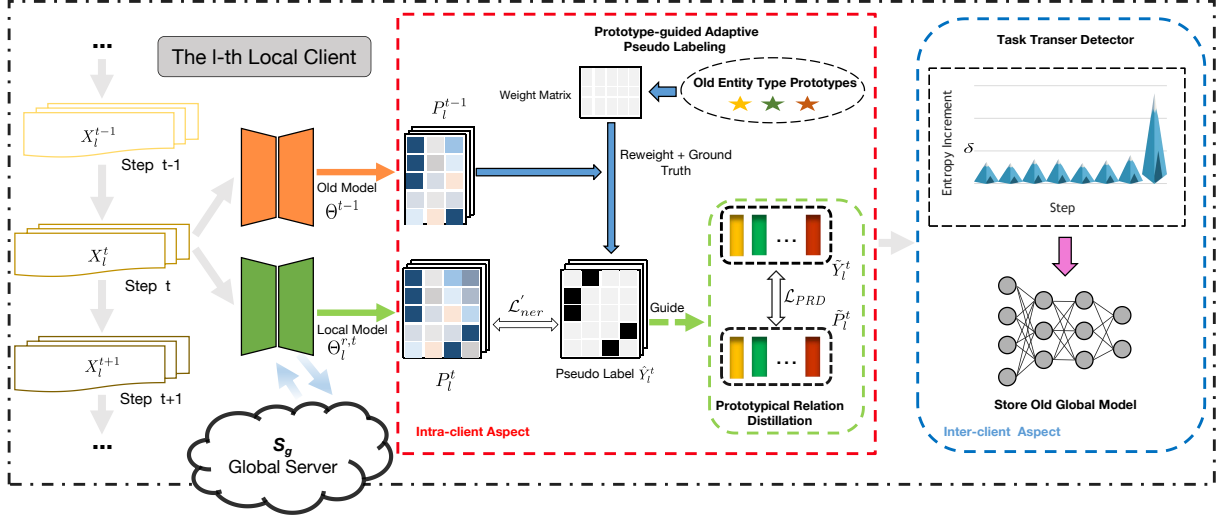 ...
The I-th Local Client
X_l^{t-1}
Step t-1
X_l^t
Step t
X_l^{t+1}
Step t+1
...
Old Model
Θ^{t-1}
Local Model
Θ_l^{r,t}
S_g
Global Server
Prototype-guided Adaptive
Pseudo Labeling
P_l^{t-1}
Weight Matrix
Old Entity Type Prototypes
Reweight + Ground
Truth
P_l^t
L'_{ner}
Pseudo Label Ŷ_l^t
Guide
...
Ỹ_l^t
L_{PRD}
P̃_l^t
...
Prototypical Relation
Distillation
Intra-client Aspect
Task Transer Detector
Entropy Increment
δ
Step
Store Old Global Model
Inter-client Aspect